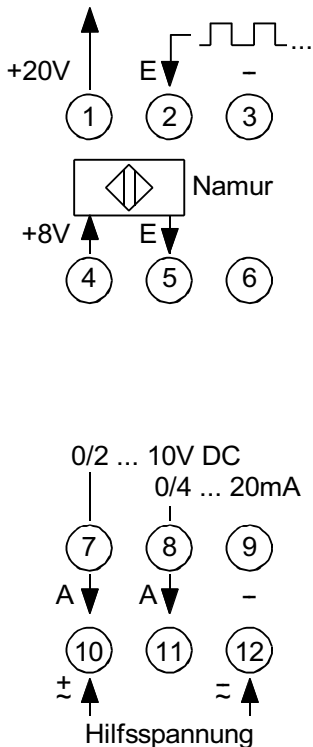 +20V E – ...
1 2 3
Namur
+8V E
4 5 6
0/2 ... 10V DC
0/4 ... 20mA
7 8 9
A A –
10 11 12
± ~ – ~
Hilfsspannung